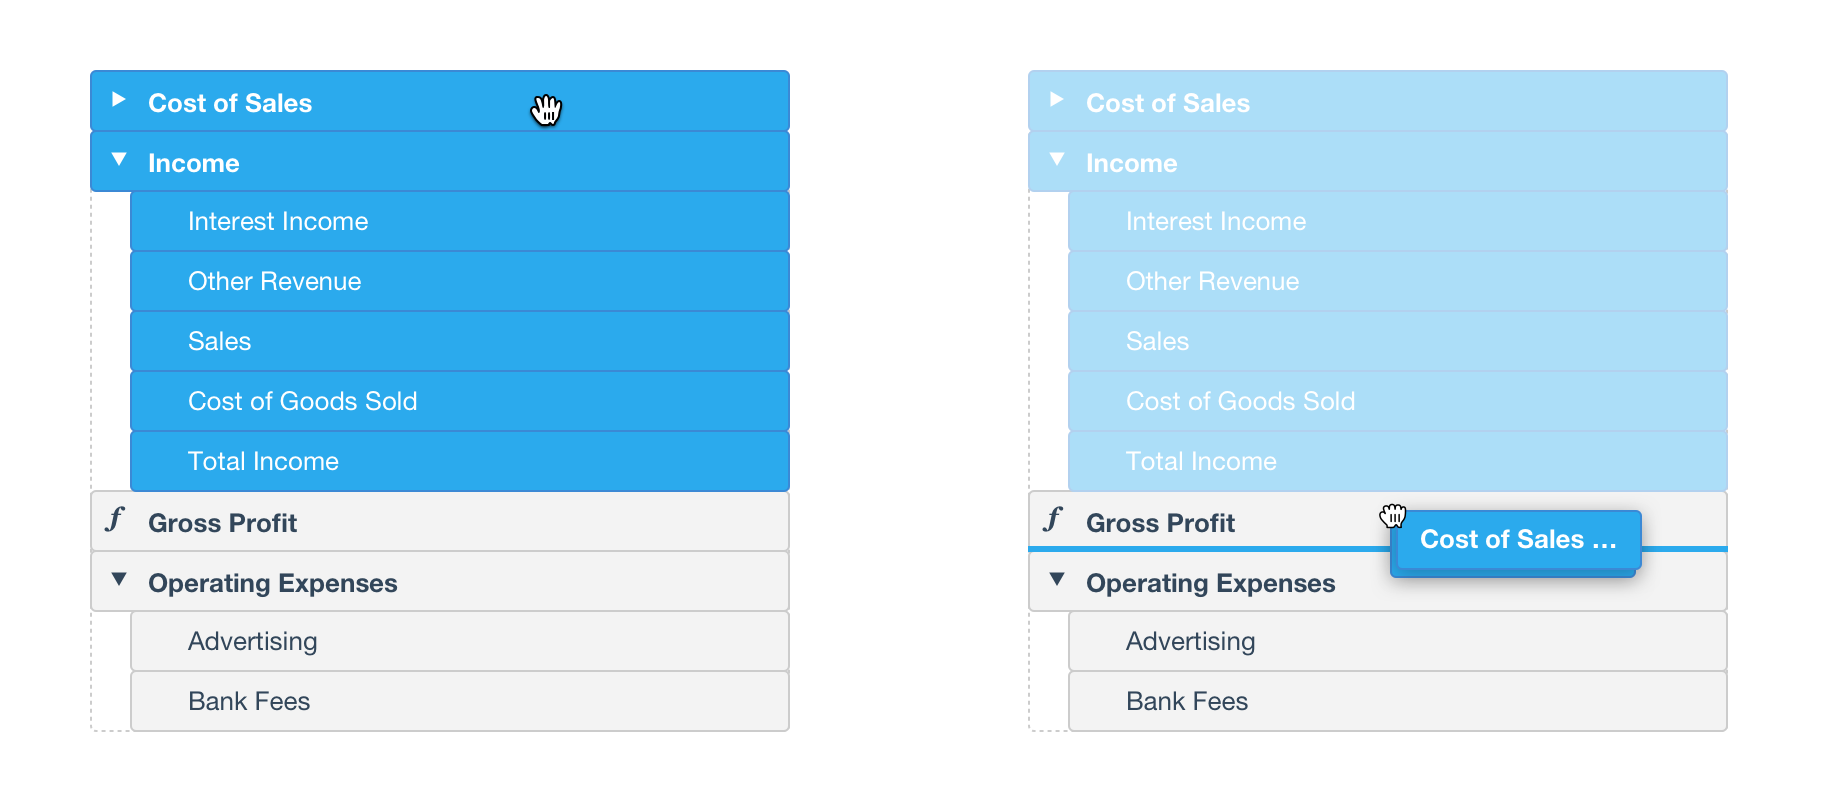 Cost of Sales
Income
Interest Income
Other Revenue
Sales
Cost of Goods Sold
Total Income
f Gross Profit
Operating Expenses
Advertising
Bank Fees
Cost of Sales
Income
Interest Income
Other Revenue
Sales
Cost of Goods Sold
Total Income
f Gross Profit
Cost of Sales ...
Operating Expenses
Advertising
Bank Fees